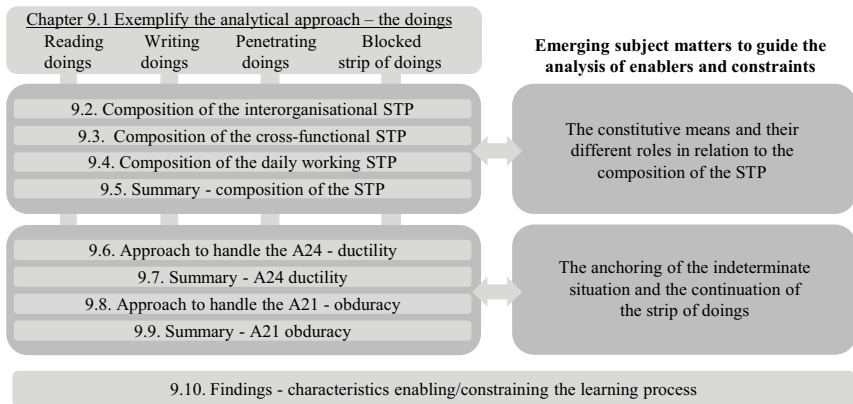 Chapter 9.1 Exemplify the analytical approach – the doings
Reading Writing Penetrating Blocked
doings doings doings strip of doings
Emerging subject matters to guide the
analysis of enablers and constraints
9.2. Composition of the interorganisational STP
9.3. Composition of the cross-functional STP
9.4. Composition of the daily working STP
9.5. Summary - composition of the STP
The constitutive means and their
different roles in relation to the
composition of the STP
9.6. Approach to handle the A24 - ductility
9.7. Summary - A24 ductility
9.8. Approach to handle the A21 - obduracy
9.9. Summary - A21 obduracy
The anchoring of the indeterminate
situation and the continuation of
the strip of doings
9.10. Findings - characteristics enabling/constraining the learning process